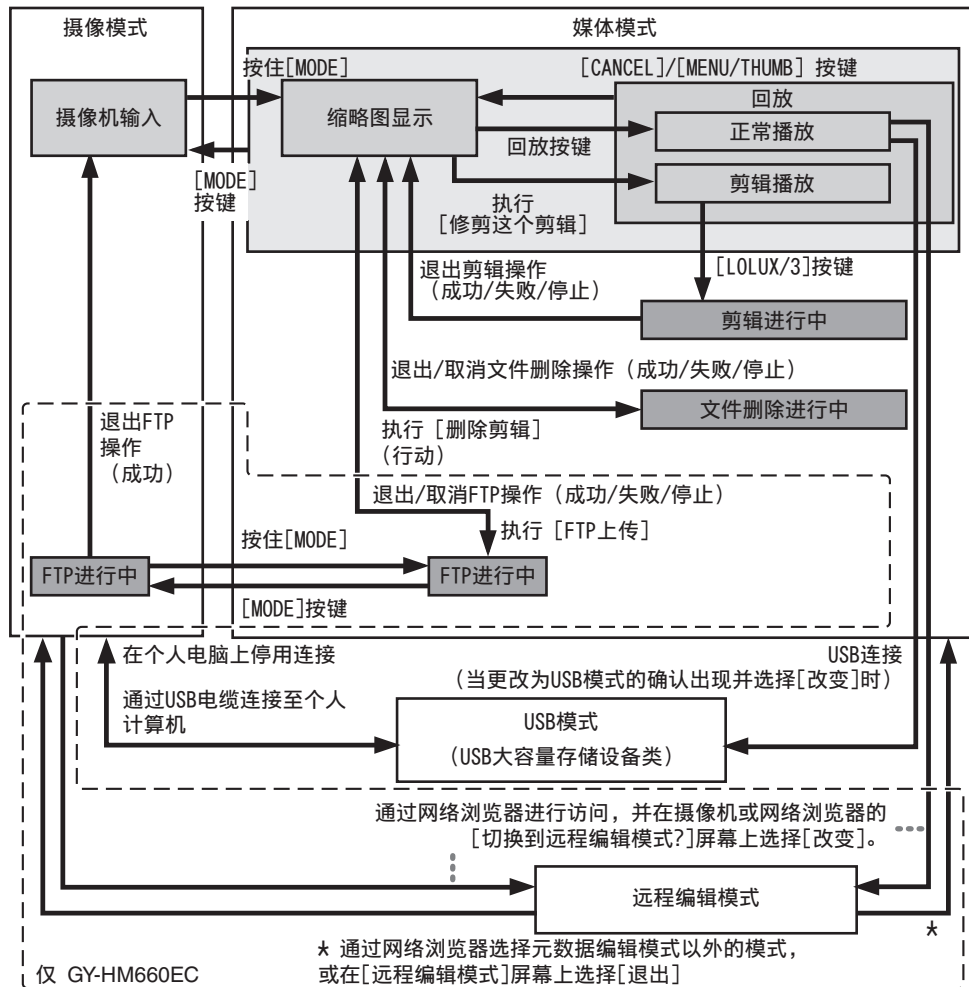 摄像模式
媒体模式
按住[MODE]
[CANCEL]/[MENU/THUMB] 按键
摄像机输入
缩略图显示
回放
正常播放
回放按键
剪辑播放
[MODE]
按键
执行
[修剪这个剪辑]
退出剪辑操作
(成功/失败/停止)
[LOLUX/3]按键
剪辑进行中
退出/取消文件删除操作 (成功/失败/停止)
文件删除进行中
执行 [删除剪辑]
(行动)
退出FTP
操作
(成功)
退出/取消FTP操作 (成功/失败/停止)
执行 [FTP上传]
按住[MODE]
FTP进行中
FTP进行中
[MODE]按键
在个人电脑上停用连接
USB连接
(当更改为USB模式的确认出现并选择[改变]时)
通过USB电缆连接至个人
计算机
USB模式
(USB大容量存储设备类)
通过网络浏览器进行访问，并在摄像机或网络浏览器的
[切换到远程编辑模式?]屏幕上选择[改变]。
远程编辑模式
*
* 通过网络浏览器选择元数据编辑模式以外的模式，
或在[远程编辑模式]屏幕上选择[退出]
仅 GY-HM660EC